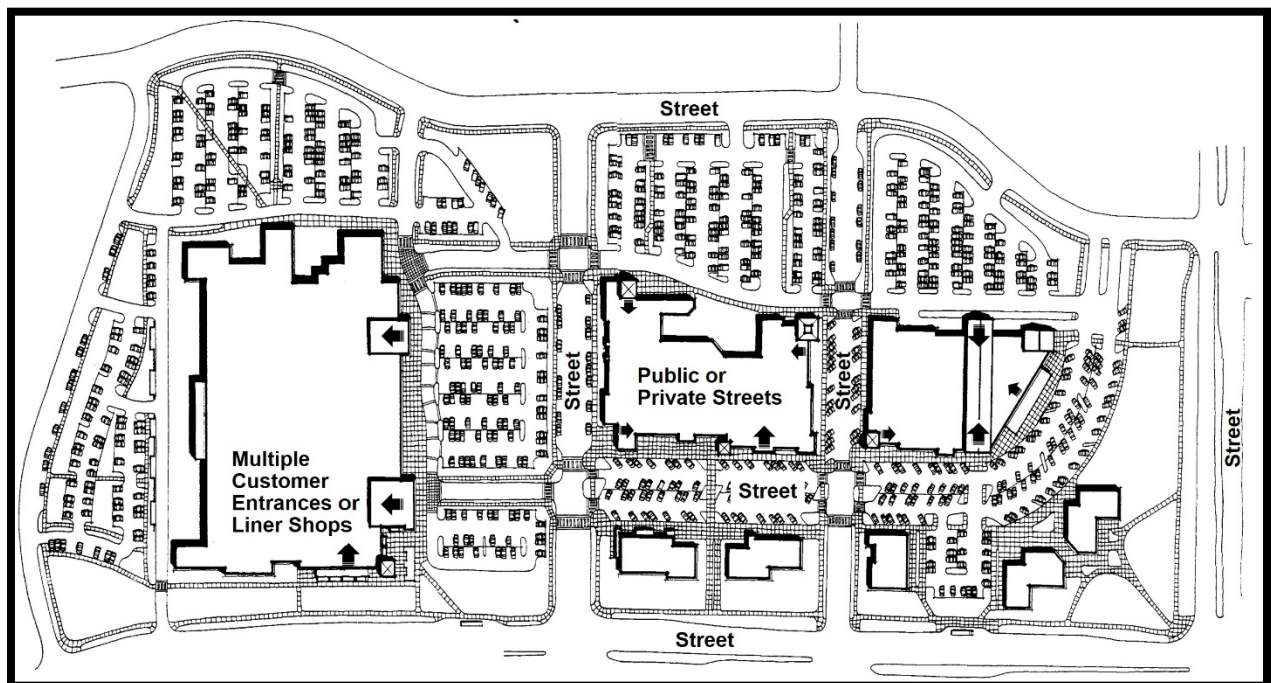 Street
Street
Street
Public or
Private Streets
Street
Multiple
Customer
Entrances or
Liner Shops
Street
Street